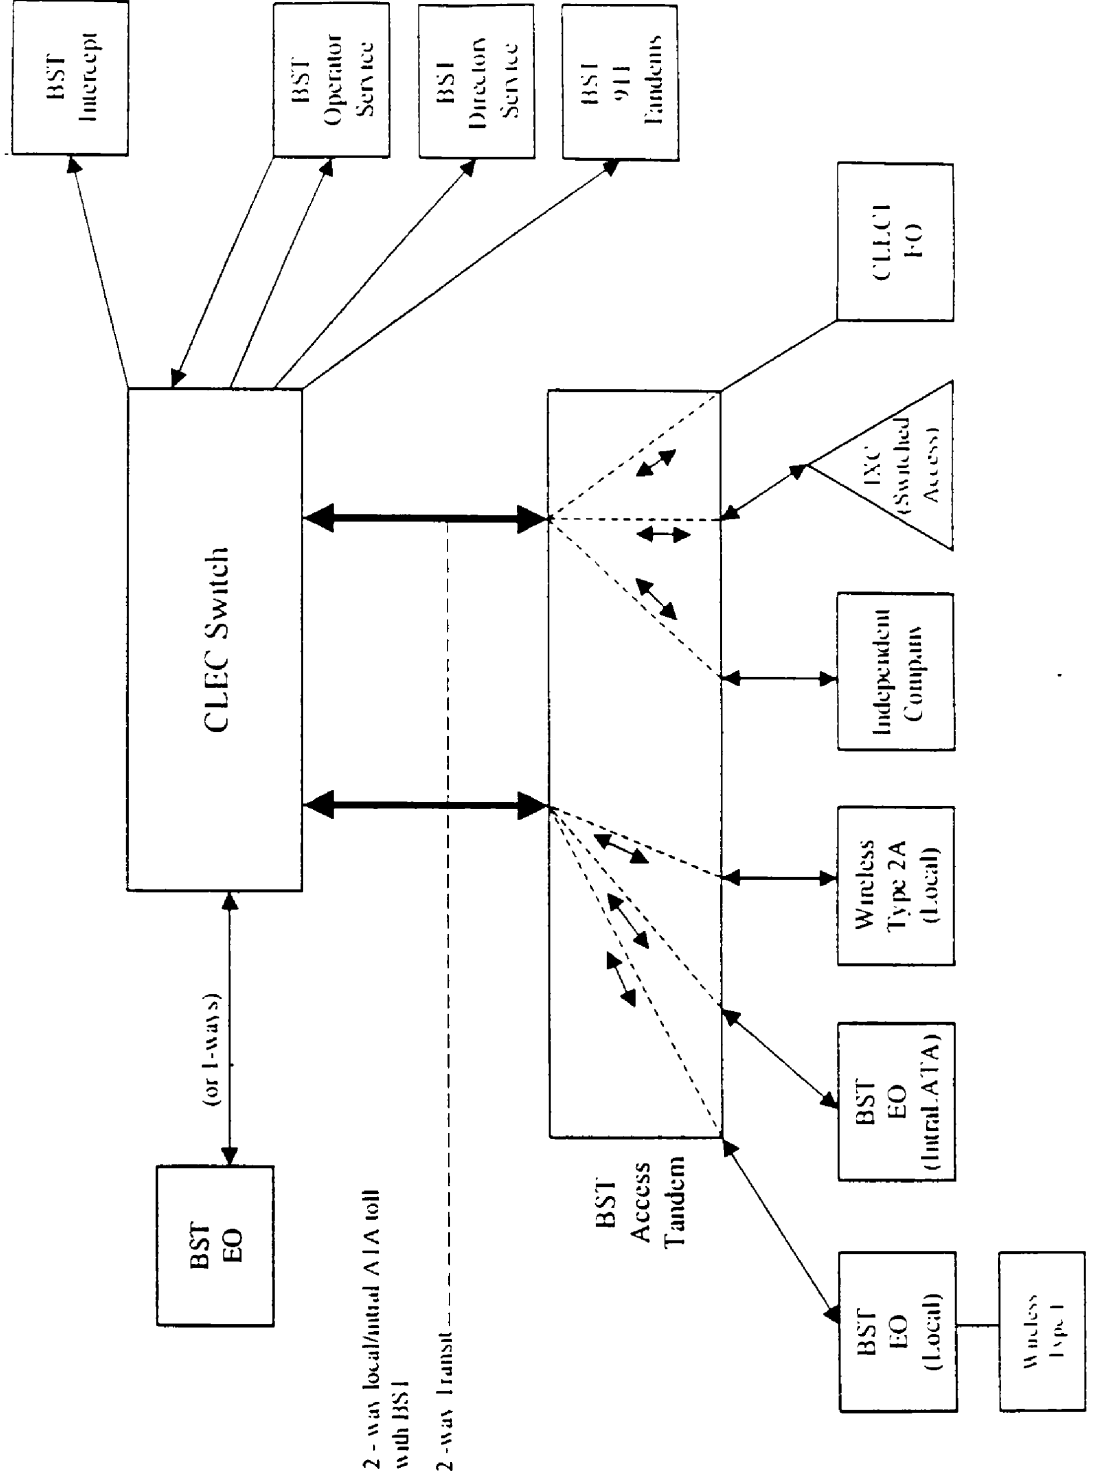 BST
Intercept
BST
Operator
Service
BST
Directory
Service
BST
911
Tandems
CLEC Switch
(or 1-ways)
BST
EO
2 - way local/intraLATA toll
with BST
2-way Transit
BST
Access
Tandem
CLEC1
EO
IXC
(Switched
Access)
Independent
Company
Wireless
Type 2A
(Local)
BST
EO
(IntraLATA)
BST
EO
(Local)
Wireless
Type 1